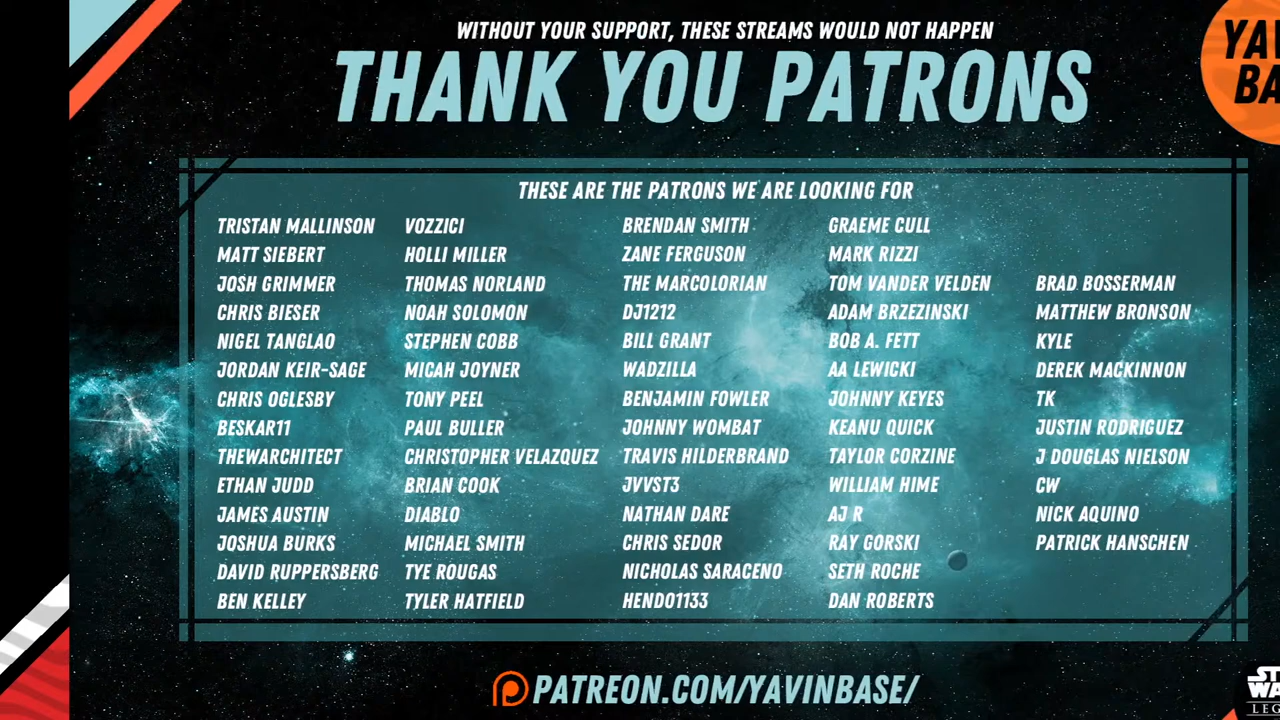 WITHOUT YOUR SUPPORT, THESE STREAMS WOULD NOT HAPPEN
THANK YOU PATRONS
THESE ARE THE PATRONS WE ARE LOOKING FOR
TRISTAN MALLINSON
MATT SIEBERT
JOSH GRIMMER
CHRIS BIESER
NIGEL TANGLAO
JORDAN KEIR-SAGE
CHRIS OGLESBY
BESKAR11
THEWARCHITECT
ETHAN JUDD
JAMES AUSTIN
JOSHUA BURKS
DAVID RUPPERSBERG
BEN KELLEY
VOZZICI
HOLLI MILLER
THOMAS NORLAND
NOAH SOLOMON
STEPHEN COBB
MICAH JOYNER
TONY PEEL
PAUL BULLER
CHRISTOPHER VELAZQUEZ
BRIAN COOK
DIABLO
MICHAEL SMITH
TYE ROUGAS
TYLER HATFIELD
BRENDAN SMITH
ZANE FERGUSON
THE MARCOLORIAN
DJ1212
BILL GRANT
WADZILLA
BENJAMIN FOWLER
JOHNNY WOMBAT
TRAVIS HILDERBRAND
JVVST3
NATHAN DARE
CHRIS SEDOR
NICHOLAS SARACENO
HENDO1133
GRAEME CULL
MARK RIZZI
TOM VANDER VELDEN
ADAM BRZEZINSKI
BOB A. FETT
AA LEWICKI
JOHNNY KEYES
KEANU QUICK
TAYLOR CORZINE
WILLIAM HIME
AJ R
RAY GORSKI
SETH ROCHE
DAN ROBERTS
BRAD BOSSERMAN
MATTHEW BRONSON
KYLE
DEREK MACKINNON
TK
JUSTIN RODRIGUEZ
J DOUGLAS NIELSON
CW
NICK AQUINO
PATRICK HANSCHEN
PATREON.COM/YAVINBASE/